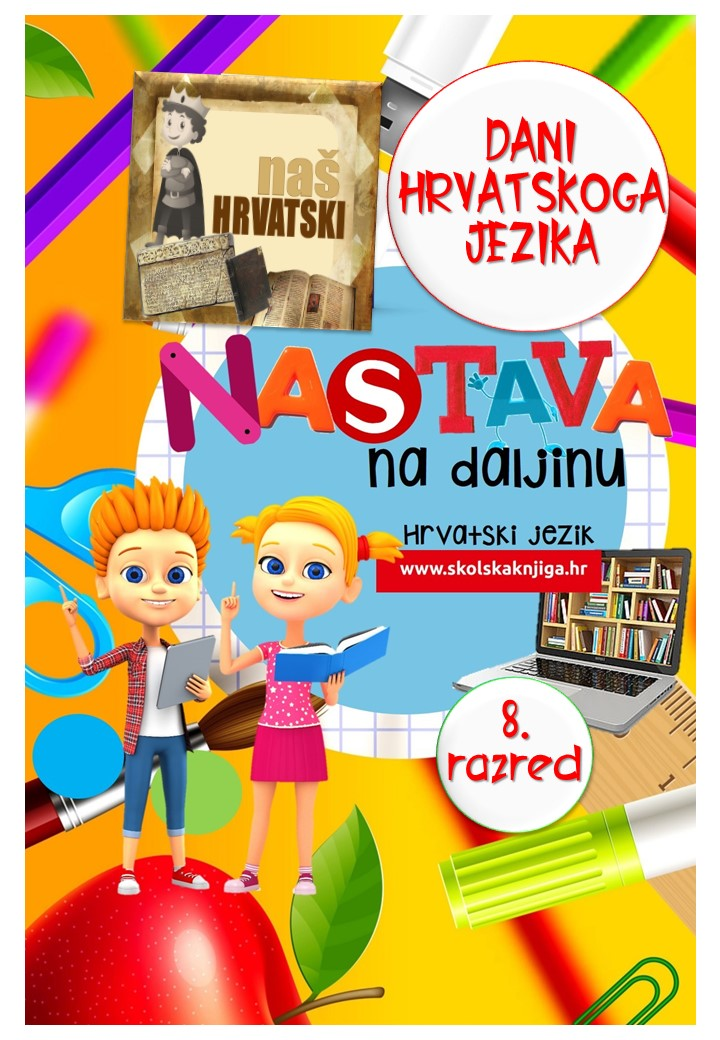 naš
HRVATSKI
DANI
HRVATSKOGA
JEZIKA
NASTAVA
na daljinu
Hrvatski jezik
www.skolskaknjiga.hr
8.
razred